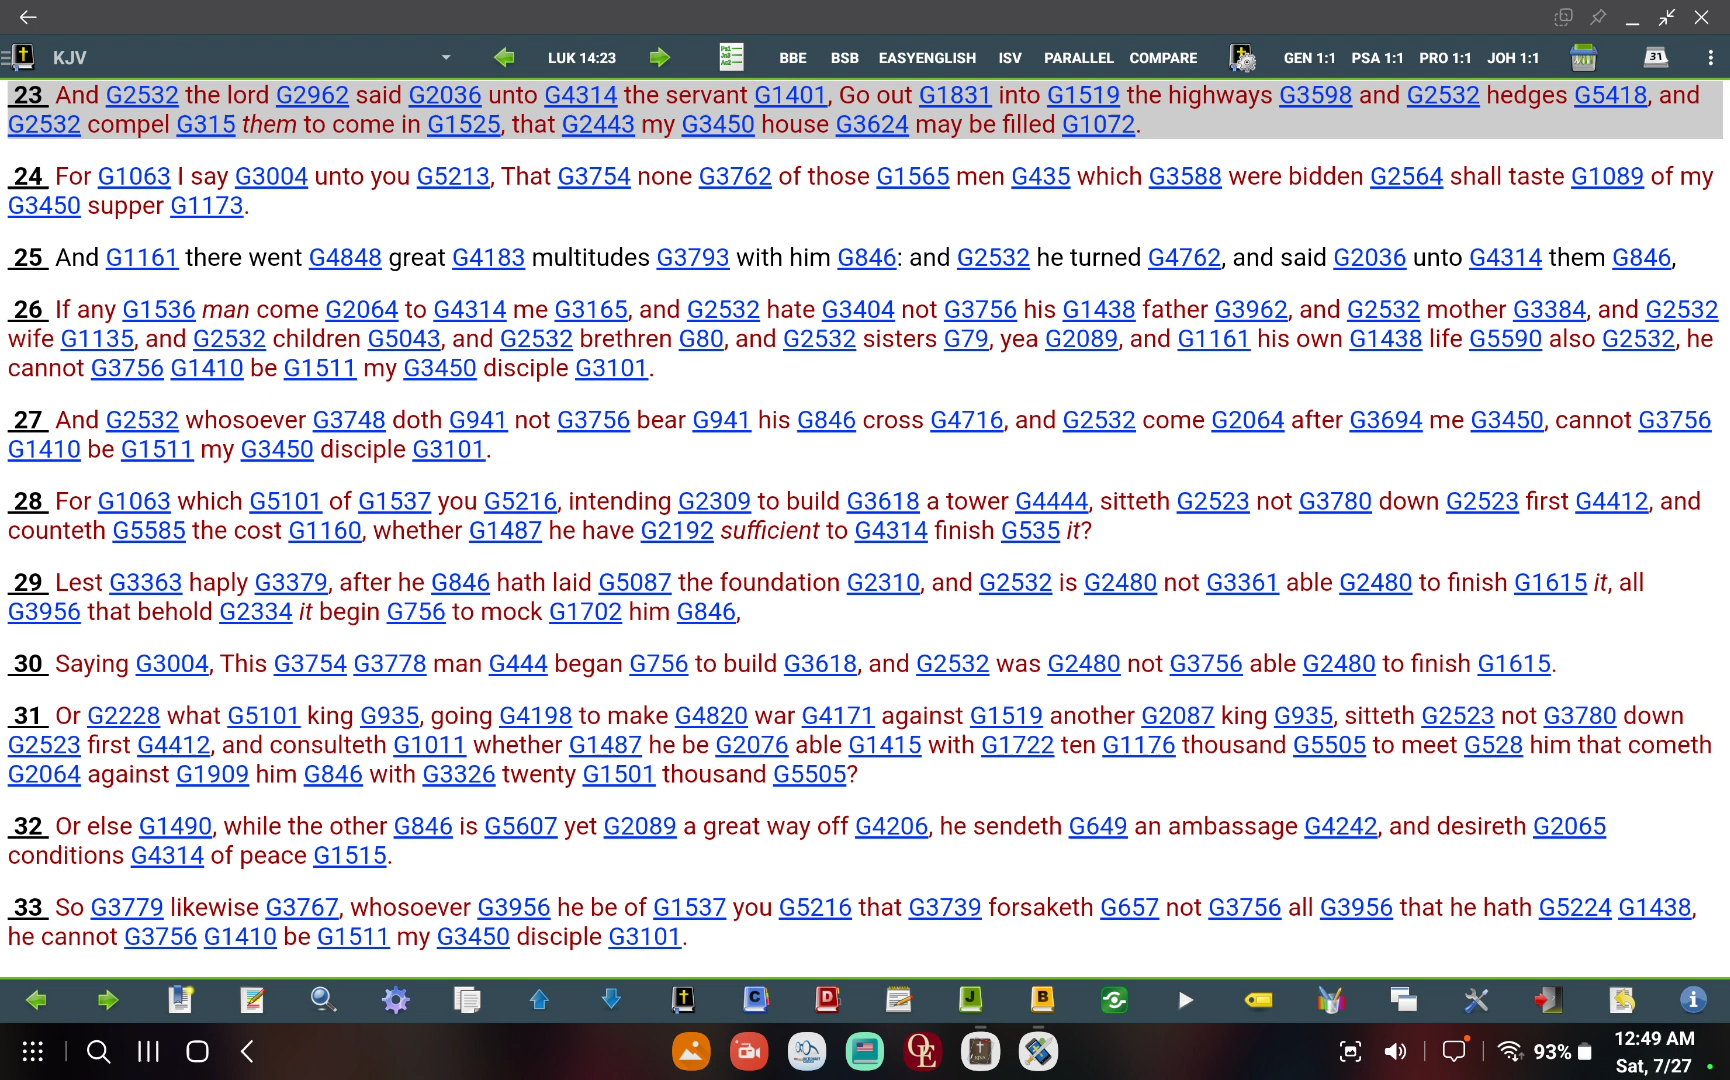 KJV LUK 14:23 BBE BSB EASYENGLISH ISV PARALLEL COMPARE GEN 1:1 PSA 1:1 PRO 1:1 JOH 1:1 31
23 And G2532 the lord G2962 said G2036 unto G4314 the servant G1401, Go out G1831 into G1519 the highways G3598 and G2532 hedges G5418, and
G2532 compel G315 them to come in G1525, that G2443 my G3450 house G3624 may be filled G1072.
24 For G1063 I say G3004 unto you G5213, That G3754 none G3762 of those G1565 men G435 which G3588 were bidden G2564 shall taste G1089 of my
G3450 supper G1173.
25 And G1161 there went G4848 great G4183 multitudes G3793 with him G846: and G2532 he turned G4762, and said G2036 unto G4314 them G846,
26 If any G1536 man come G2064 to G4314 me G3165, and G2532 hate G3404 not G3756 his G1438 father G3962, and G2532 mother G3384, and G2532
wife G1135, and G2532 children G5043, and G2532 brethren G80, and G2532 sisters G79, yea G2089, and G1161 his own G1438 life G5590 also G2532, he
cannot G3756 G1410 be G1511 my G3450 disciple G3101.
27 And G2532 whosoever G3748 doth G941 not G3756 bear G941 his G846 cross G4716, and G2532 come G2064 after G3694 me G3450, cannot G3756
G1410 be G1511 my G3450 disciple G3101.
28 For G1063 which G5101 of G1537 you G5216, intending G2309 to build G3618 a tower G4444, sitteth G2523 not G3780 down G2523 first G4412, and
counteth G5585 the cost G1160, whether G1487 he have G2192 sufficient to G4314 finish G535 it?
29 Lest G3363 haply G3379, after he G846 hath laid G5087 the foundation G2310, and G2532 is G2480 not G3361 able G2480 to finish G1615 it, all
G3956 that behold G2334 it begin G756 to mock G1702 him G846,
30 Saying G3004, This G3754 G3778 man G444 began G756 to build G3618, and G2532 was G2480 not G3756 able G2480 to finish G1615.
31 Or G2228 what G5101 king G935, going G4198 to make G4820 war G4171 against G1519 another G2087 king G935, sitteth G2523 not G3780 down
G2523 first G4412, and consulteth G1011 whether G1487 he be G2076 able G1415 with G1722 ten G1176 thousand G5505 to meet G528 him that cometh
G2064 against G1909 him G846 with G3326 twenty G1501 thousand G5505?
32 Or else G1490, while the other G846 is G5607 yet G2089 a great way off G4206, he sendeth G649 an ambassage G4242, and desireth G2065
conditions G4314 of peace G1515.
33 So G3779 likewise G3767, whosoever G3956 he be of G1537 you G5216 that G3739 forsaketh G657 not G3756 all G3956 that he hath G5224 G1438,
he cannot G3756 G1410 be G1511 my G3450 disciple G3101.
C D J B
OE 93% 12:49 AM
Sat, 7/27